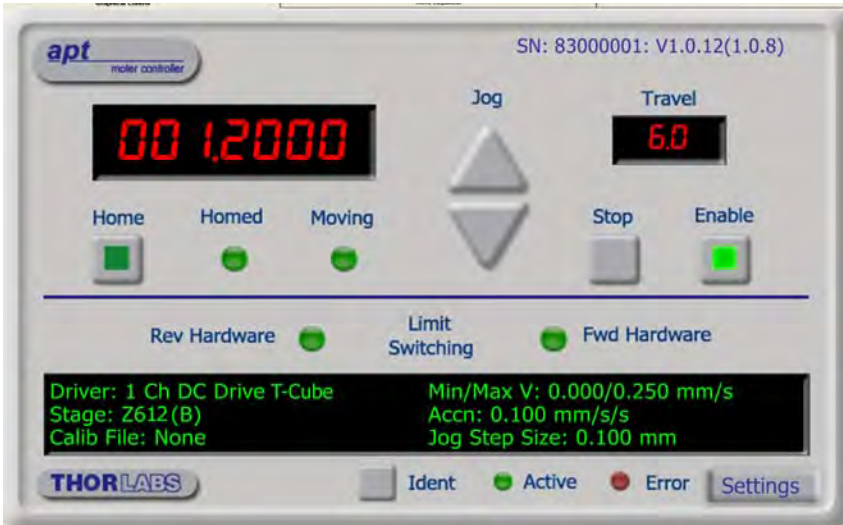 apt
moter controller
SN: 83000001: V1.0.12(1.0.8)
Jog
Travel
001.2000
6.0
Home
Homed
Moving
Stop
Enable
Rev Hardware
Limit
Switching
Fwd Hardware
Driver: 1 Ch DC Drive T-Cube
Stage: Z612(B)
Calib File: None
Min/Max V: 0.000/0.250 mm/s
Accn: 0.100 mm/s/s
Jog Step Size: 0.100 mm
THORLABS
Ident
Active
Error
Settings